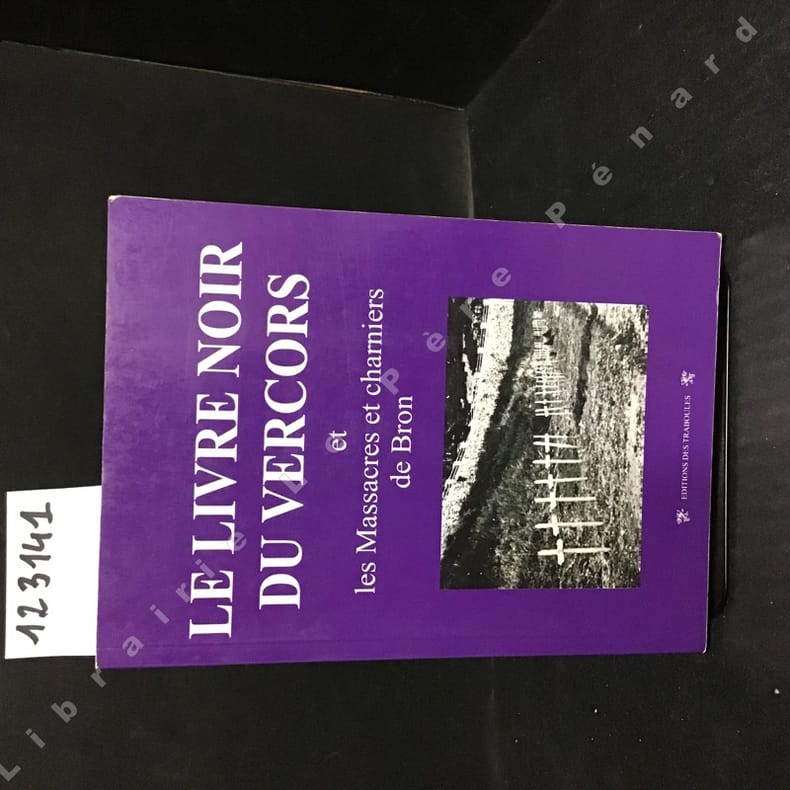 LE LIVRE NOIR
DU VERCORS
et
les Massacres et charniers
de Bron
EDITIONS DES TRABOULES
123141
Librairie Le Père Pénard